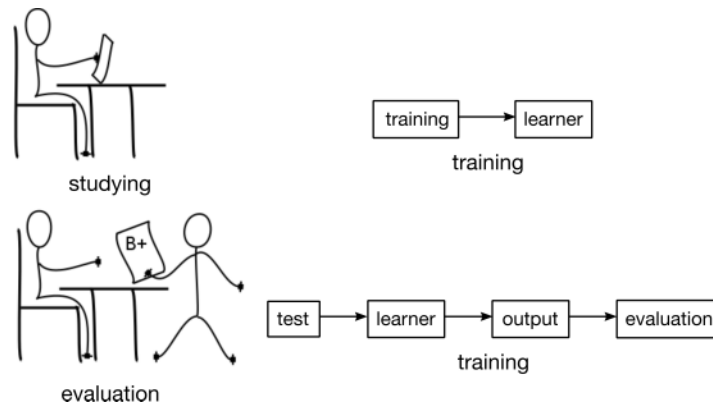 studying
training learner
training
B+
evaluation
test learner output evaluation
training